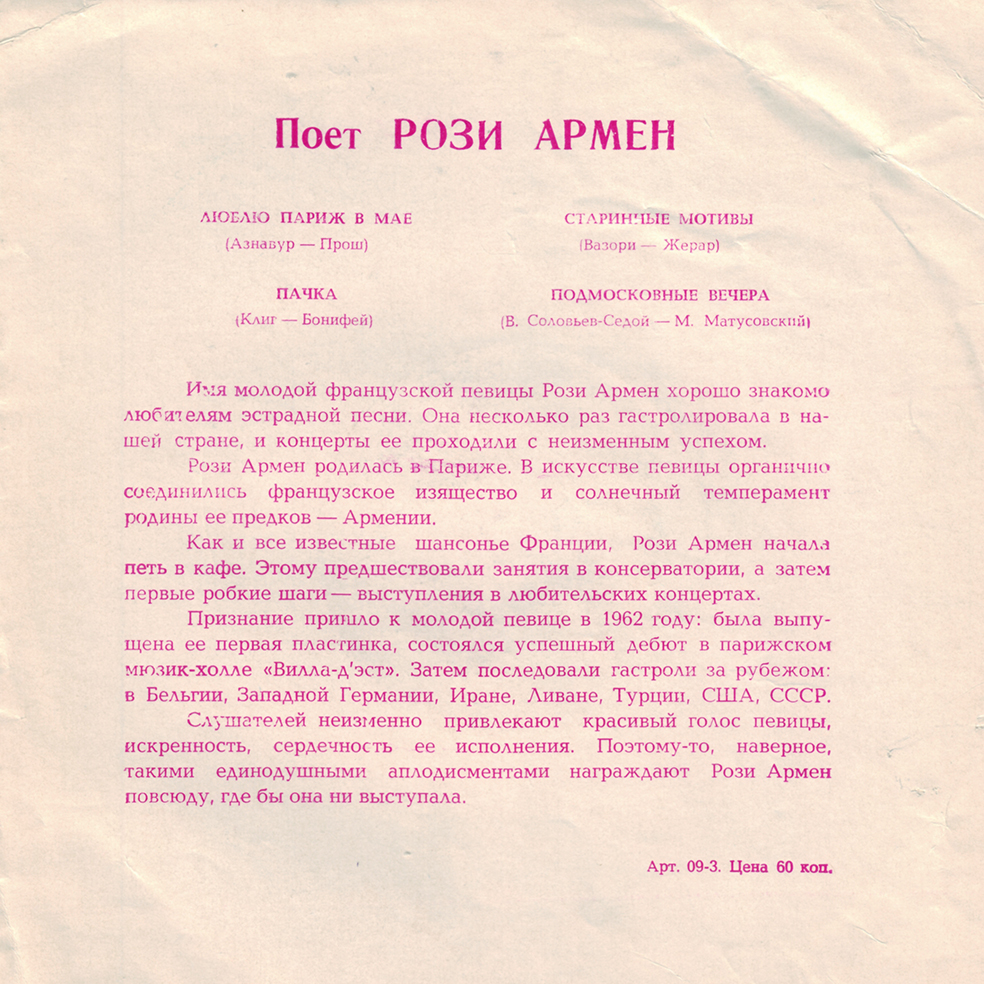 Поет РОЗИ АРМЕН
ЛЮБЛЮ ПАРИЖ В МАЕ
(Азнавур — Прош)
СТАРИННЫЕ МОТИВЫ
(Вазори — Жерар)
ПАЧКА
(Клиг — Бонифей)
ПОДМОСКОВНЫЕ ВЕЧЕРА
(В. Соловьев-Седой — М. Матусовский)
Имя молодой французской певицы Рози Армен хорошо знакомо
любителям эстрадной песни. Она несколько раз гастролировала в на-
шей стране, и концерты ее проходили с неизменным успехом.
Рози Армен родилась в Париже. В искусстве певицы органично
соединились французское изящество и солнечный темперамент
родины ее предков — Армении.
Как и все известные шансонье Франции, Рози Армен начала
петь в кафе. Этому предшествовали занятия в консерватории, а затем
первые робкие шаги — выступления в любительских концертах.
Признание пришло к молодой певице в 1962 году: была выпу-
щена ее первая пластинка, состоялся успешный дебют в парижском
мюзик-холле «Вилла-д'эст». Затем последовали гастроли за рубежом:
в Бельгии, Западной Германии, Иране, Ливане, Турции, США, СССР.
Слушателей неизменно привлекают красивый голос певицы,
искренность, сердечность ее исполнения. Поэтому-то, наверное,
такими единодушными аплодисментами награждают Рози Армен
повсюду, где бы она ни выступала.
Арт. 09-3. Цена 60 коп.